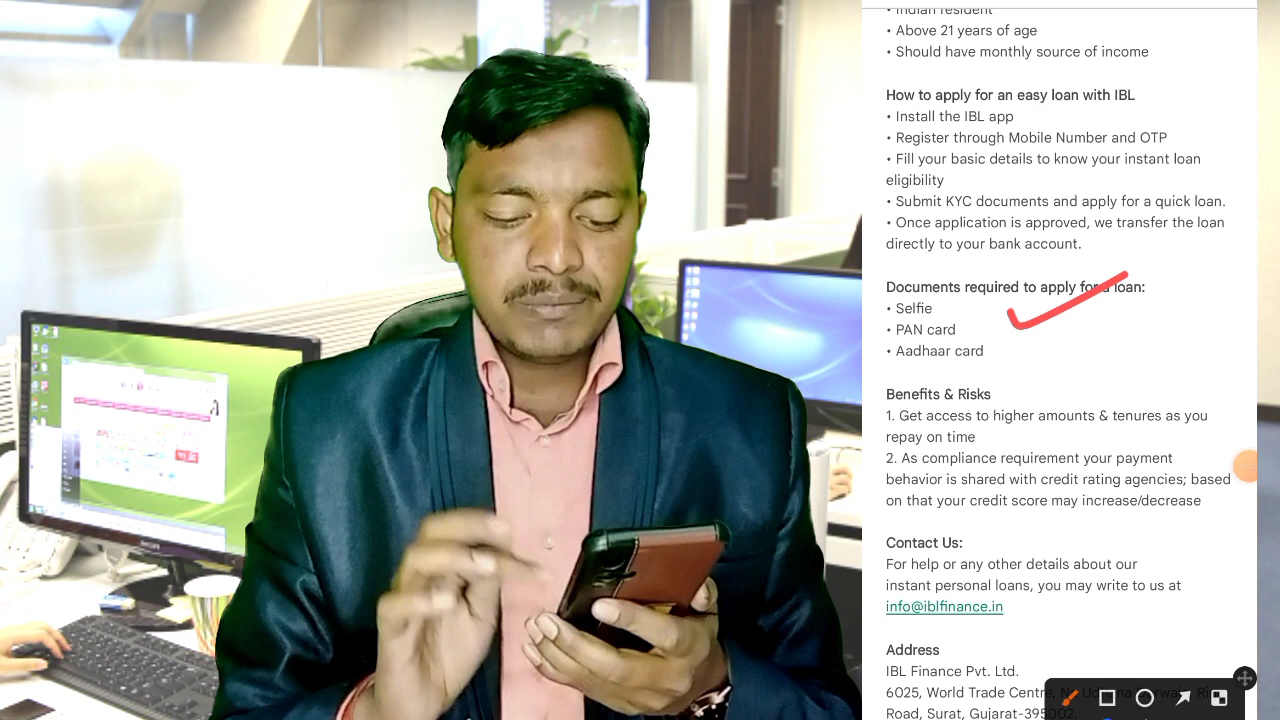 • Indian resident
• Above 21 years of age
• Should have monthly source of income
How to apply for an easy loan with IBL
• Install the IBL app
• Register through Mobile Number and OTP
• Fill your basic details to know your instant loan
eligibility
• Submit KYC documents and apply for a quick loan.
• Once application is approved, we transfer the loan
directly to your bank account.
Documents required to apply for a loan:
• Selfie
• PAN card
• Aadhaar card
Benefits & Risks
1. Get access to higher amounts & tenures as you
repay on time
2. As compliance requirement your payment
behavior is shared with credit rating agencies; based
on that your credit score may increase/decrease
Contact Us:
For help or any other details about our
instant personal loans, you may write to us at
info@iblfinance.in
Address
IBL Finance Pvt. Ltd.
6025, World Trade Centre,
Road, Surat, Gujarat-395002